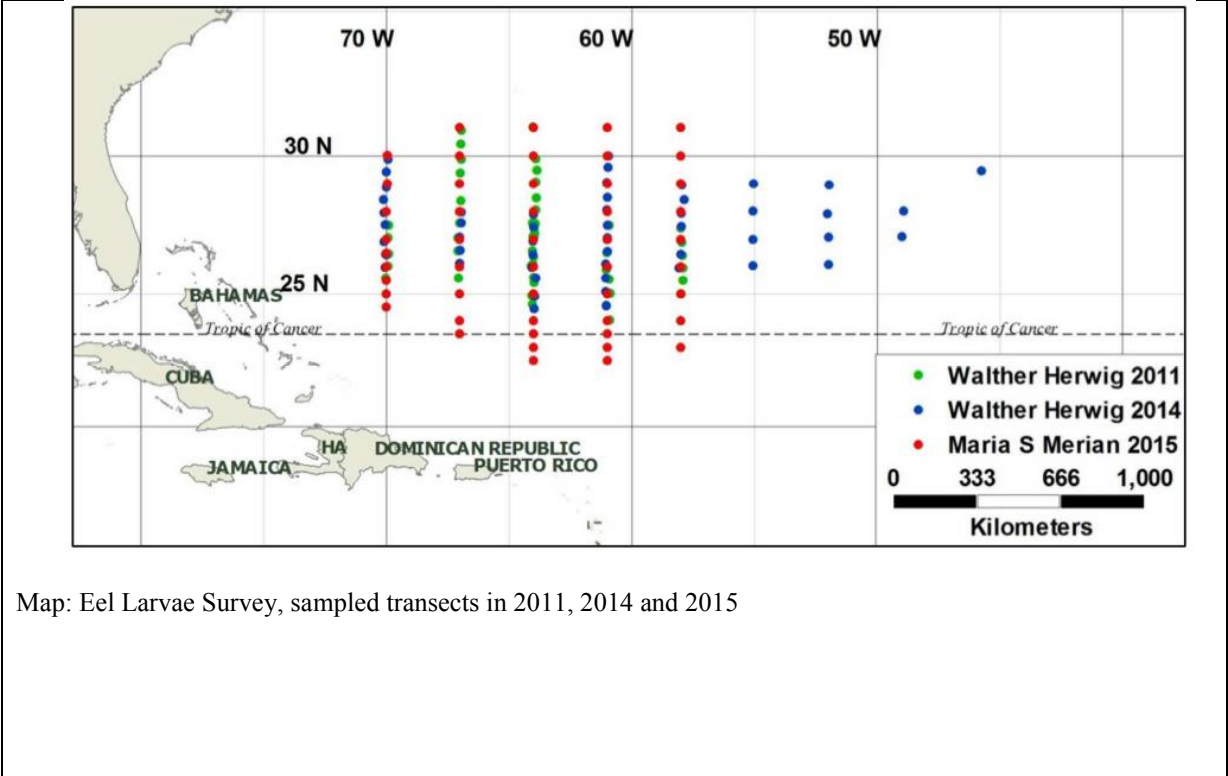 70 W 60 W 50 W
30 N
25 N
BAHAMAS
Tropic of Cancer Tropic of Cancer
CUBA
HA DOMINICAN REPUBLIC
JAMAICA PUERTO RICO
Walther Herwig 2011
Walther Herwig 2014
Maria S Merian 2015
0 333 666 1,000
Kilometers
Map: Eel Larvae Survey, sampled transects in 2011, 2014 and 2015